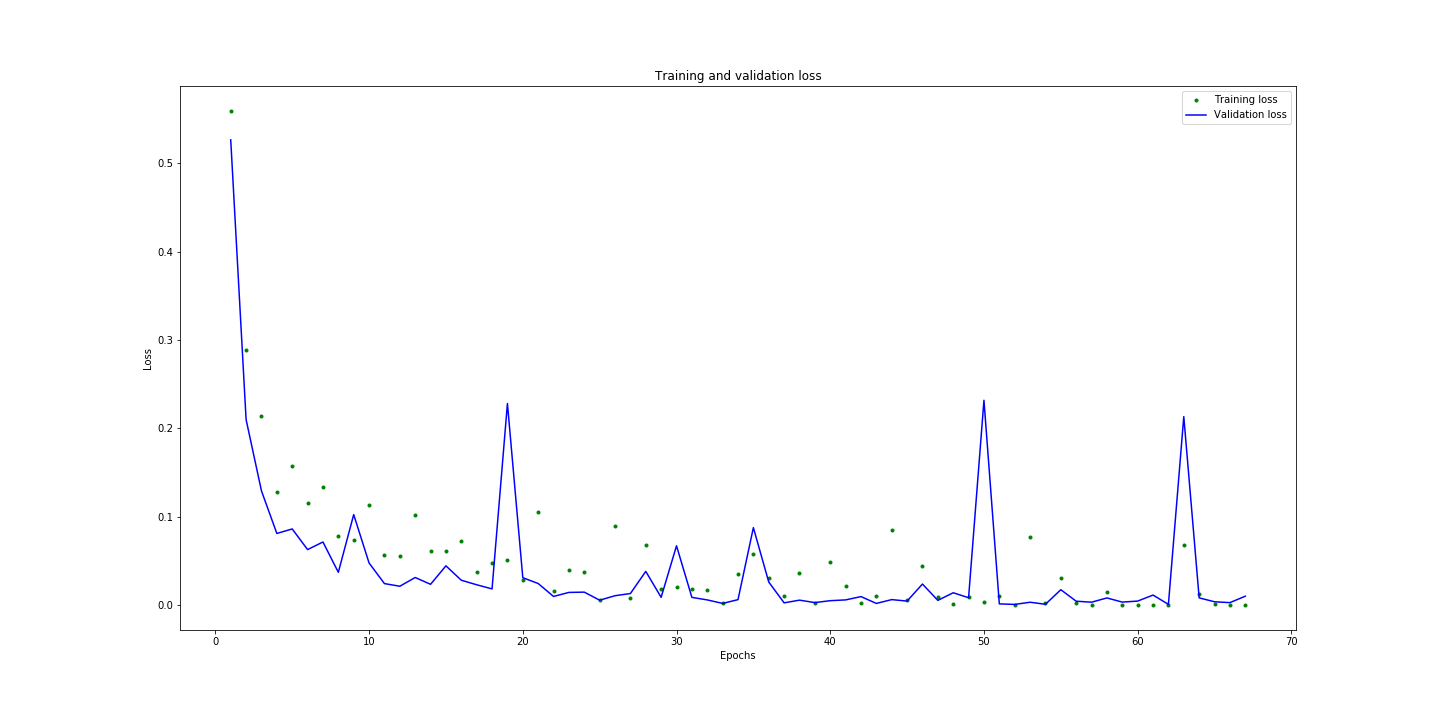 Training and validation loss
Training loss
Validation loss
0.5
0.4
0.3
0.2
0.1
0.0
Loss
0 10 20 30 40 50 60 70
Epochs